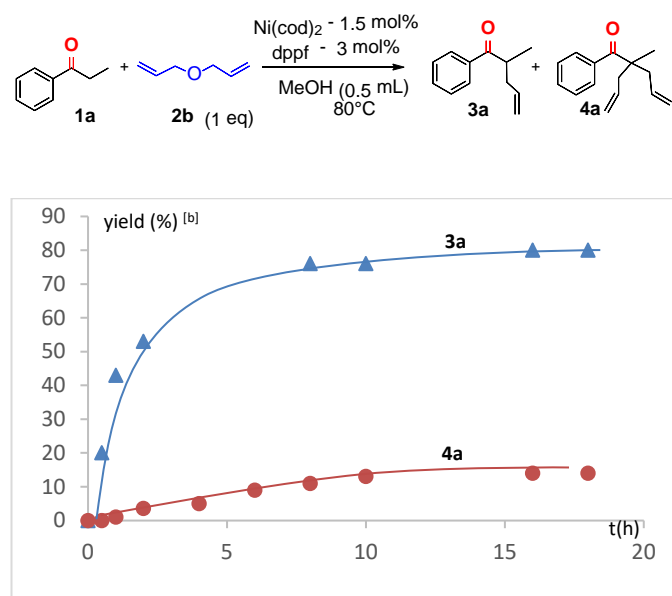 Ni(cod)₂ - 1.5 mol%
dppf - 3 mol%
MeOH (0.5 mL)
80°C
O
1a
+
O
2b (1 eq)
O
3a
+
O
4a
yield (%) [b]
90
80
70
60
50
40
30
20
10
0
3a
4a
t(h)
0
5
10
15
20